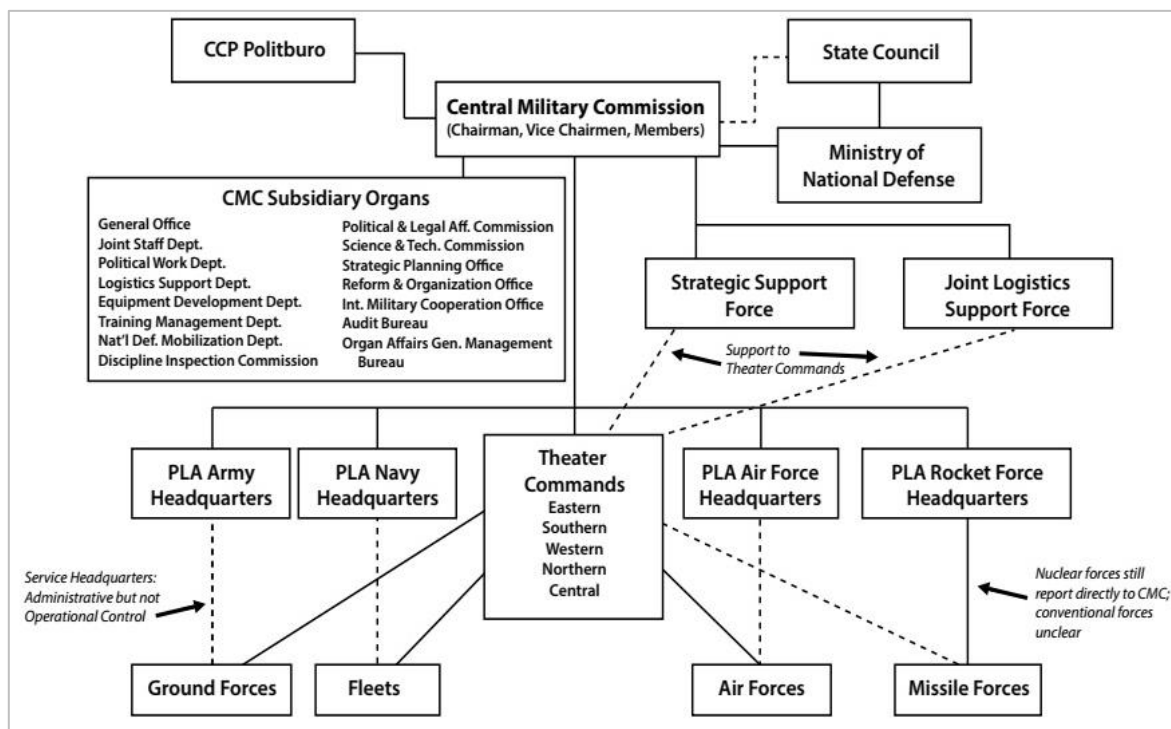 CCP Politburo
State Council
Central Military Commission
(Chairman, Vice Chairmen, Members)
Ministry of
National Defense
CMC Subsidiary Organs
General Office
Joint Staff Dept.
Political Work Dept.
Logistics Support Dept.
Equipment Development Dept.
Training Management Dept.
Nat'l Def. Mobilization Dept.
Discipline Inspection Commission
Political & Legal Aff. Commission
Science & Tech. Commission
Strategic Planning Office
Reform & Organization Office
Int. Military Cooperation Office
Audit Bureau
Organ Affairs Gen. Management
Bureau
Strategic Support
Force
Joint Logistics
Support Force
Support to
Theater Commands
PLA Army
Headquarters
PLA Navy
Headquarters
Theater
Commands
Eastern
Southern
Western
Northern
Central
PLA Air Force
Headquarters
PLA Rocket Force
Headquarters
Service Headquarters:
Administrative but not
Operational Control
Nuclear forces still
report directly to CMC;
conventional forces
unclear
Ground Forces
Fleets
Air Forces
Missile Forces